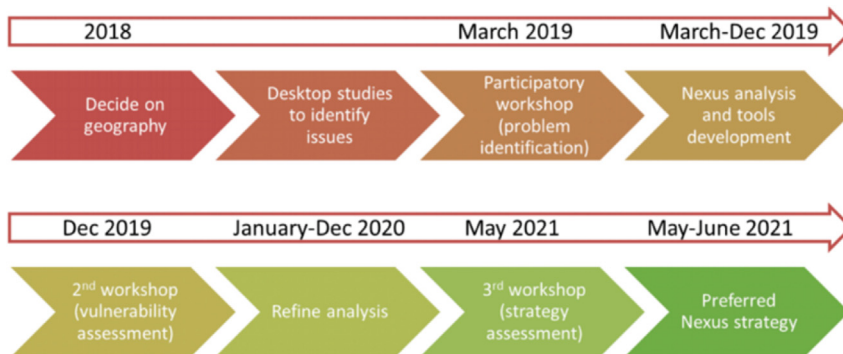 2018 March 2019 March-Dec 2019
Decide on
geography
Desktop studies
to identify
issues
Participatory
workshop
(problem
identification)
Nexus analysis
and tools
development
Dec 2019 January-Dec 2020 May 2021 May-June 2021
2nd workshop
(vulnerability
assessment)
Refine analysis
3rd workshop
(strategy
assessment)
Preferred
Nexus strategy